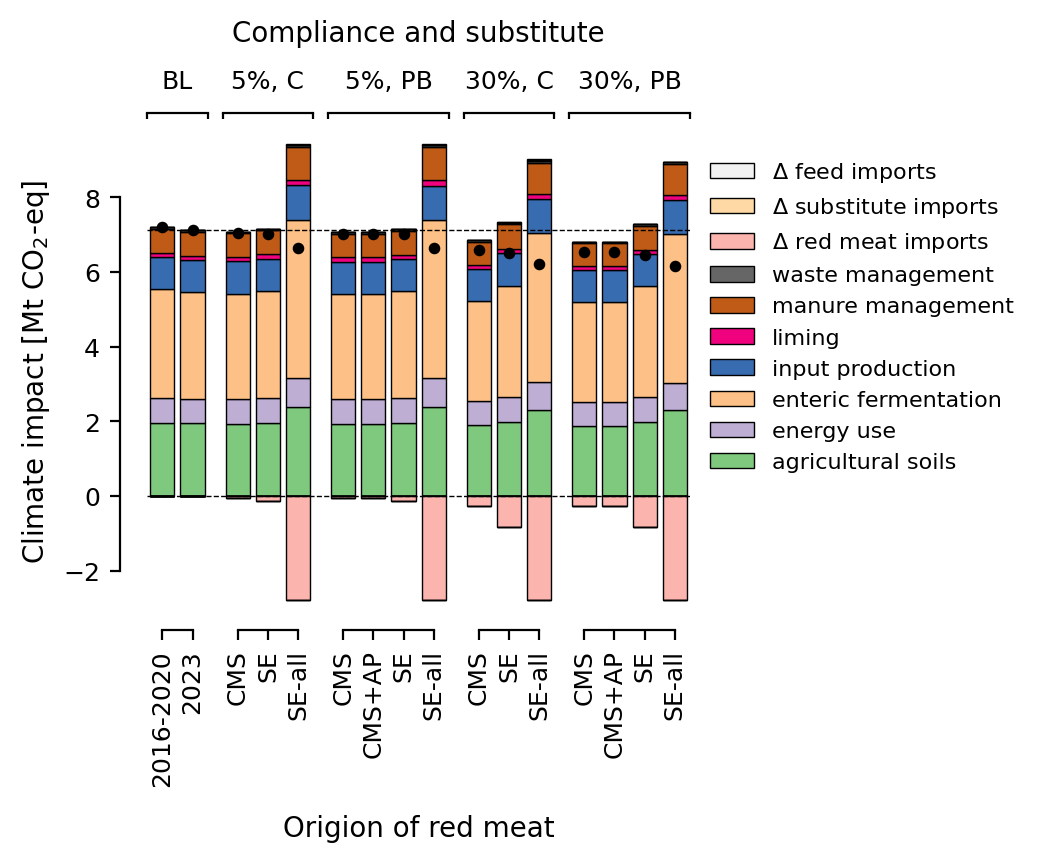 Compliance and substitute
BL 5%, C 5%, PB 30%, C 30%, PB
Climate impact [Mt CO₂-eq]
8
6
4
2
0
−2
Δ feed imports
Δ substitute imports
Δ red meat imports
waste management
manure management
liming
input production
enteric fermentation
energy use
agricultural soils
2016-2020 2023 CMS SE SE-all CMS CMS+AP SE SE-all CMS SE SE-all CMS CMS+AP SE SE-all
Origion of red meat